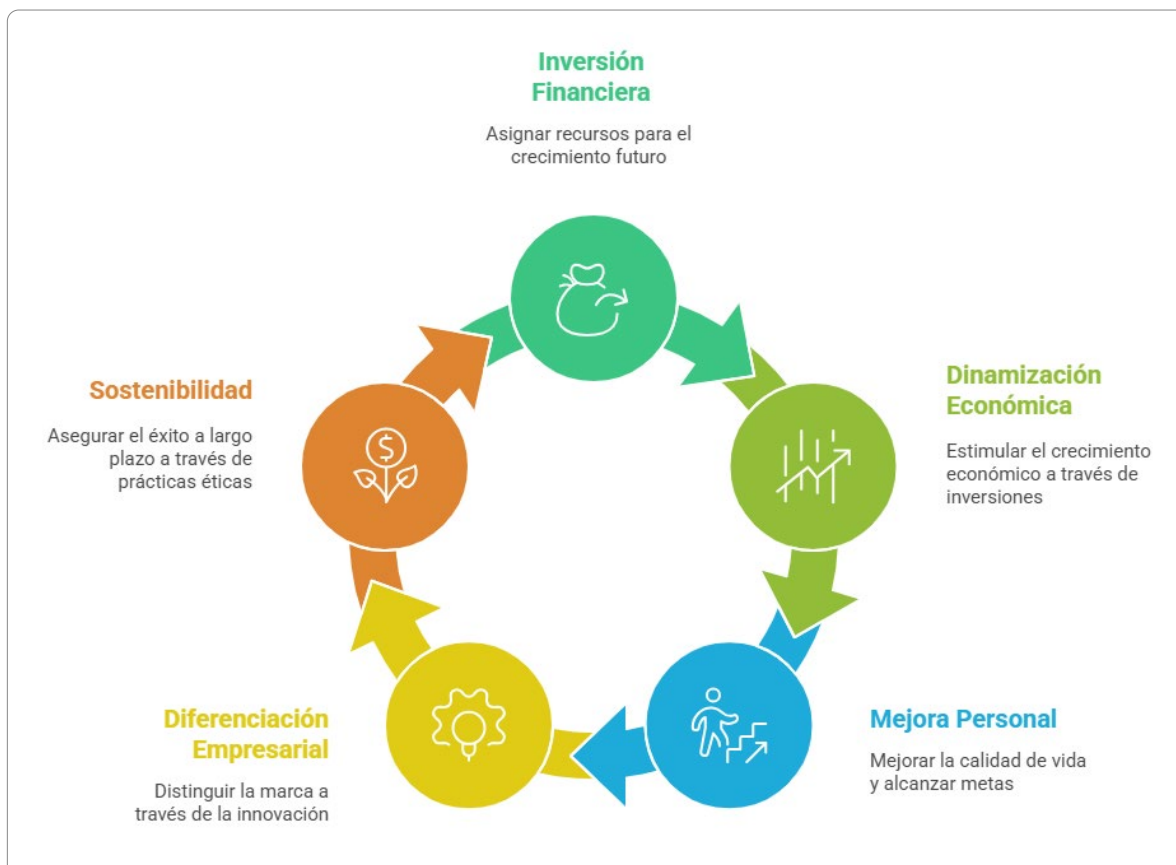 Inversión
Financiera
Asignar recursos para el
crecimiento futuro
Dinamización
Económica
Estimular el crecimiento
económico a través de
inversiones
Mejora Personal
Mejorar la calidad de vida
y alcanzar metas
Diferenciación
Empresarial
Distinguir la marca a
través de la innovación
Sostenibilidad
Asegurar el éxito a largo
plazo a través de
prácticas éticas
$